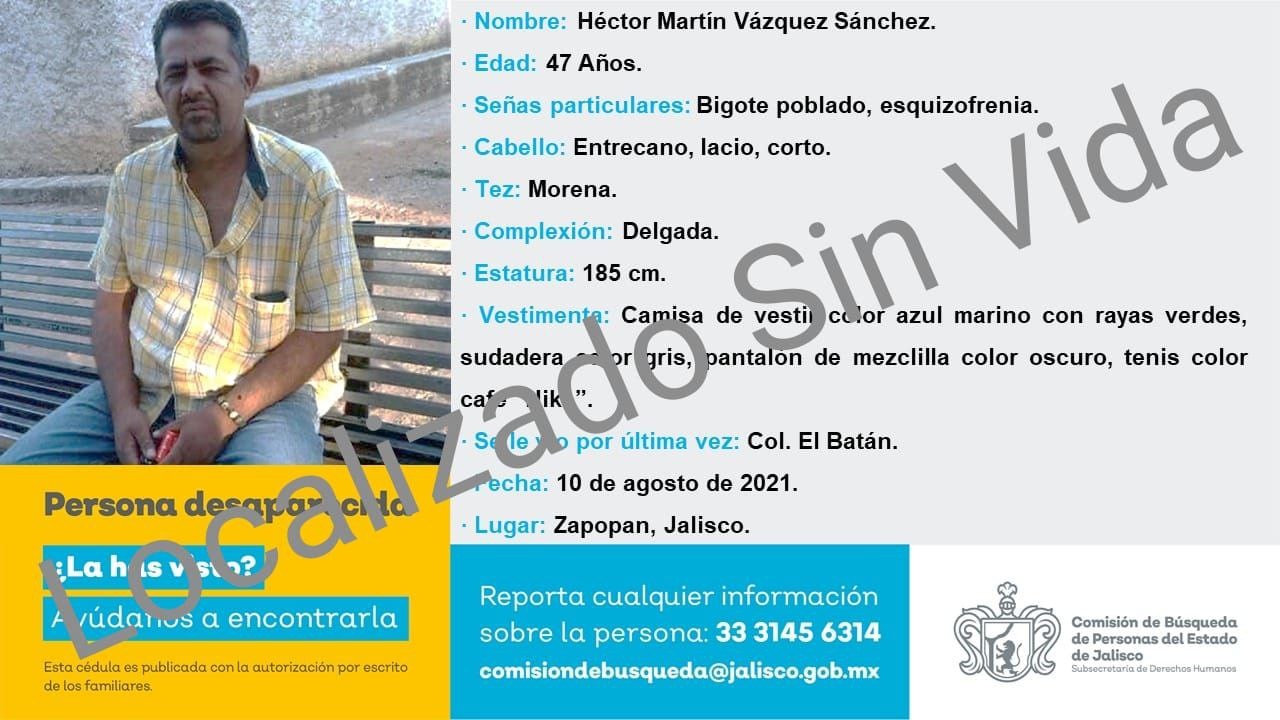 · Nombre: Héctor Martín Vázquez Sánchez.
· Edad: 47 Años.
· Señas particulares: Bigote poblado, esquizofrenia.
· Cabello: Entrecano, lacio, corto.
· Tez: Morena.
· Complexión: Delgada.
· Estatura: 185 cm.
· Vestimenta: Camisa de vestir color azul marino con rayas verdes,
sudadera color gris, pantalón de mezclilla color oscuro, tenis color
café “Nike”.
· Se le vio por última vez: Col. El Batán.
· Fecha: 10 de agosto de 2021.
· Lugar: Zapopan, Jalisco.
Localizado Sin Vida
Persona desaparecida
¿La has visto?
Ayúdanos a encontrarla
Esta cédula es publicada con la autorización por escrito
de los familiares.
Reporta cualquier información
sobre la persona: 33 3145 6314
comisiondebusqueda@jalisco.gob.mx
Comisión de Búsqueda
de Personas del Estado
de Jalisco
Subsecretaría de Derechos Humanos